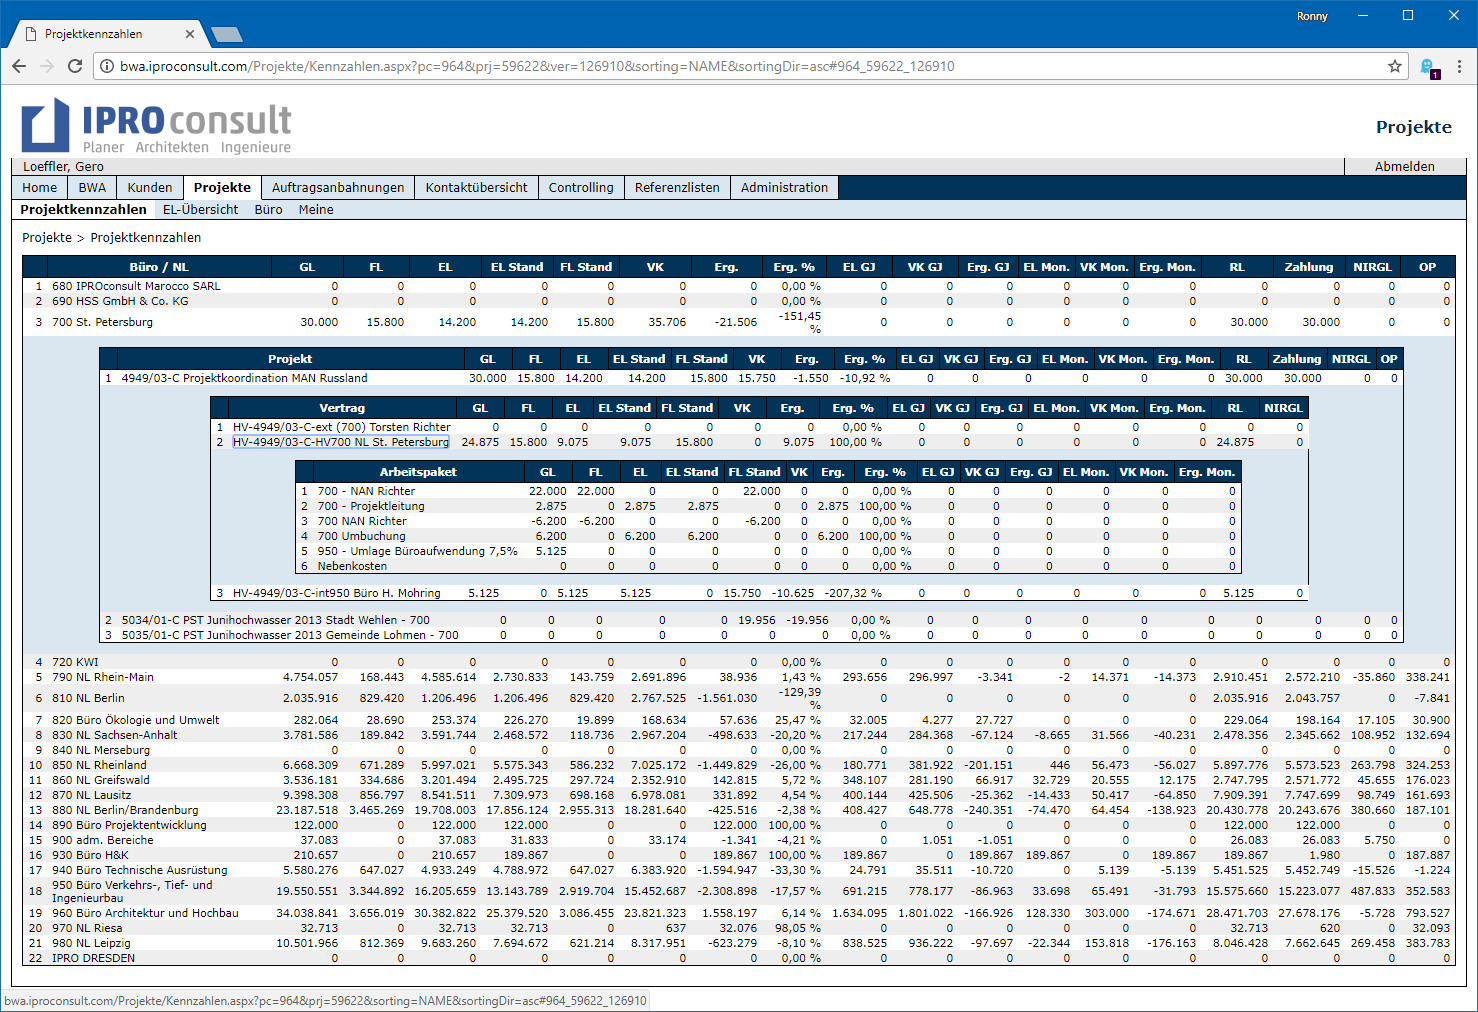 Ronny
Projektkennzahlen
bwa.iproconsult.com/Projekte/Kennzahlen.aspx?pc=964&prj=59622&ver=126910&sorting=NAME&sortingDir=asc#964_59622_126910
1
IPROconsult
Planer Architekten Ingenieure
Projekte
Loeffler, Gero Abmelden
Home BWA Kunden Projekte Auftragsanbahnungen Kontaktübersicht Controlling Referenzlisten Administration
Projektkennzahlen EL-Übersicht Büro Meine
Projekte > Projektkennzahlen
Büro / NL GL FL EL EL Stand FL Stand VK Erg. Erg. % EL GJ VK GJ Erg. GJ EL Mon. VK Mon. Erg. Mon. RL Zahlung NIRGL OP
1 680 IPROconsult Marocco SARL 0 0 0 0 0 0 0 0,00 % 0 0 0 0 0 0 0 0 0 0
2 690 HSS GmbH & Co. KG 0 0 0 0 0 0 0 0,00 % 0 0 0 0 0 0 0 0 0 0
3 700 St. Petersburg 30.000 15.800 14.200 14.200 15.800 35.706 -21.506 -151,45 % 0 0 0 0 0 0 30.000 30.000 0 0
Projekt GL FL EL EL Stand FL Stand VK Erg. Erg. % EL GJ VK GJ Erg. GJ EL Mon. VK Mon. Erg. Mon. RL Zahlung NIRGL OP
1 4949/03-C Projektkoordination MAN Russland 30.000 15.800 14.200 14.200 15.800 15.750 -1.550 -10,92 % 0 0 0 0 0 0 30.000 30.000 0 0
Vertrag GL FL EL EL Stand FL Stand VK Erg. Erg. % EL GJ VK GJ Erg. GJ EL Mon. VK Mon. Erg. Mon. RL NIRGL
1 HV-4949/03-C-ext (700) Torsten Richter 0 0 0 0 0 0 0 0,00 % 0 0 0 0 0 0 0 0
2 HV-4949/03-C-HV700 NL St. Petersburg 24.875 15.800 9.075 9.075 15.800 0 9.075 100,00 % 0 0 0 0 0 0 24.875 0
Arbeitspaket GL FL EL EL Stand FL Stand VK Erg. Erg. % EL GJ VK GJ Erg. GJ EL Mon. VK Mon. Erg. Mon.
1 700 - NAN Richter 22.000 22.000 0 0 22.000 0 0 0,00 % 0 0 0 0 0 0
2 700 - Projektleitung 2.875 0 2.875 2.875 0 0 2.875 100,00 % 0 0 0 0 0 0
3 700 NAN Richter -6.200 -6.200 0 0 -6.200 0 0 0,00 % 0 0 0 0 0 0
4 700 Umbuchung 6.200 0 6.200 6.200 0 0 6.200 100,00 % 0 0 0 0 0 0
5 950 - Umlage Büroaufwendung 7,5% 5.125 0 0 0 0 0 0 0,00 % 0 0 0 0 0 0
6 Nebenkosten 0 0 0 0 0 0 0 0,00 % 0 0 0 0 0 0
3 HV-4949/03-C-int950 Büro H. Mohring 5.125 0 5.125 5.125 0 15.750 -10.625 -207,32 % 0 0 0 0 0 0 5.125 0
2 5034/01-C PST Junihochwasser 2013 Stadt Wehlen - 700 0 0 0 0 0 19.956 -19.956 0,00 % 0 0 0 0 0 0 0 0 0 0
3 5035/01-C PST Junihochwasser 2013 Gemeinde Lohmen - 700 0 0 0 0 0 0 0 0,00 % 0 0 0 0 0 0 0 0 0 0
4 720 KWI 0 0 0 0 0 0 0 0,00 % 0 0 0 0 0 0 0 0 0 0
5 790 NL Rhein-Main 4.754.057 168.443 4.585.614 2.730.833 143.759 2.691.896 38.936 1,43 % 293.656 296.997 -3.341 -2 14.371 -14.373 2.910.451 2.572.210 -35.860 338.241
6 810 NL Berlin 2.035.916 829.420 1.206.496 1.206.496 829.420 2.767.525 -1.561.030 -129,39 % 0 0 0 0 0 0 2.035.916 2.043.757 0 -7.841
7 820 Büro Ökologie und Umwelt 282.064 28.690 253.374 226.270 19.899 168.634 57.636 25,47 % 32.005 4.277 27.727 0 0 0 229.064 198.164 17.105 30.900
8 830 NL Sachsen-Anhalt 3.781.586 189.842 3.591.744 2.468.572 118.736 2.967.204 -498.633 -20,20 % 217.244 284.368 -67.124 -8.665 31.566 -40.231 2.478.356 2.345.662 108.952 132.694
9 840 NL Merseburg 0 0 0 0 0 0 0 0,00 % 0 0 0 0 0 0 0 0 0 0
10 850 NL Rheinland 6.668.309 671.289 5.997.021 5.575.343 586.232 7.025.172 -1.449.829 -26,00 % 180.771 381.922 -201.151 446 56.473 -56.027 5.897.776 5.573.523 263.798 324.253
11 860 NL Greifswald 3.536.181 334.686 3.201.494 2.495.725 297.724 2.352.910 142.815 5,72 % 348.107 281.190 66.917 32.729 20.555 12.175 2.747.795 2.571.772 45.655 176.023
12 870 NL Lausitz 9.398.308 856.797 8.541.511 7.309.973 698.168 6.978.081 331.892 4,54 % 400.144 425.506 -25.362 -14.433 50.417 -64.850 7.909.391 7.747.699 98.749 161.693
13 880 NL Berlin/Brandenburg 23.187.518 3.465.269 19.708.003 17.856.124 2.955.313 18.281.640 -425.516 -2,38 % 408.427 648.778 -240.351 -74.470 64.454 -138.923 20.430.778 20.243.676 380.660 187.101
14 890 Büro Projektentwicklung 122.000 0 122.000 122.000 0 0 122.000 100,00 % 0 0 0 0 0 0 122.000 122.000 0 0
15 900 adm. Bereiche 37.083 0 37.083 31.833 0 33.174 -1.341 -4,21 % 0 1.051 -1.051 0 0 0 26.083 26.083 5.750 0
16 930 Büro H&K 210.657 0 210.657 189.867 0 0 189.867 100,00 % 189.867 0 189.867 189.867 0 189.867 189.867 1.980 0 187.887
17 940 Büro Technische Ausrüstung 5.580.276 647.027 4.933.249 4.788.972 647.027 6.383.920 -1.594.947 -33,30 % 24.791 35.511 -10.720 0 5.139 -5.139 5.451.525 5.452.749 -15.526 -1.224
18 950 Büro Verkehrs-, Tief- und Ingenieurbau 19.550.551 3.344.892 16.205.659 13.143.789 2.919.704 15.452.687 -2.308.898 -17,57 % 691.215 778.177 -86.963 33.698 65.491 -31.793 15.575.660 15.223.077 487.833 352.583
19 960 Büro Architektur und Hochbau 34.038.841 3.656.019 30.382.822 25.379.520 3.086.455 23.821.323 1.558.197 6,14 % 1.634.095 1.801.022 -166.926 128.330 303.000 -174.671 28.471.703 27.678.176 -5.728 793.527
20 970 NL Riesa 32.713 0 32.713 32.713 0 637 32.076 98,05 % 0 0 0 0 0 0 32.713 620 0 32.093
21 980 NL Leipzig 10.501.966 812.369 9.683.260 7.694.672 621.214 8.317.951 -623.279 -8,10 % 838.525 936.222 -97.697 -22.344 153.818 -176.163 8.046.428 7.662.645 269.458 383.783
22 IPRO DRESDEN 0 0 0 0 0 0 0 0,00 % 0 0 0 0 0 0 0 0 0 0
bwa.iproconsult.com/Projekte/Kennzahlen.aspx?pc=964&prj=59622&sorting=NAME&sortingDir=asc#964_59622_126910